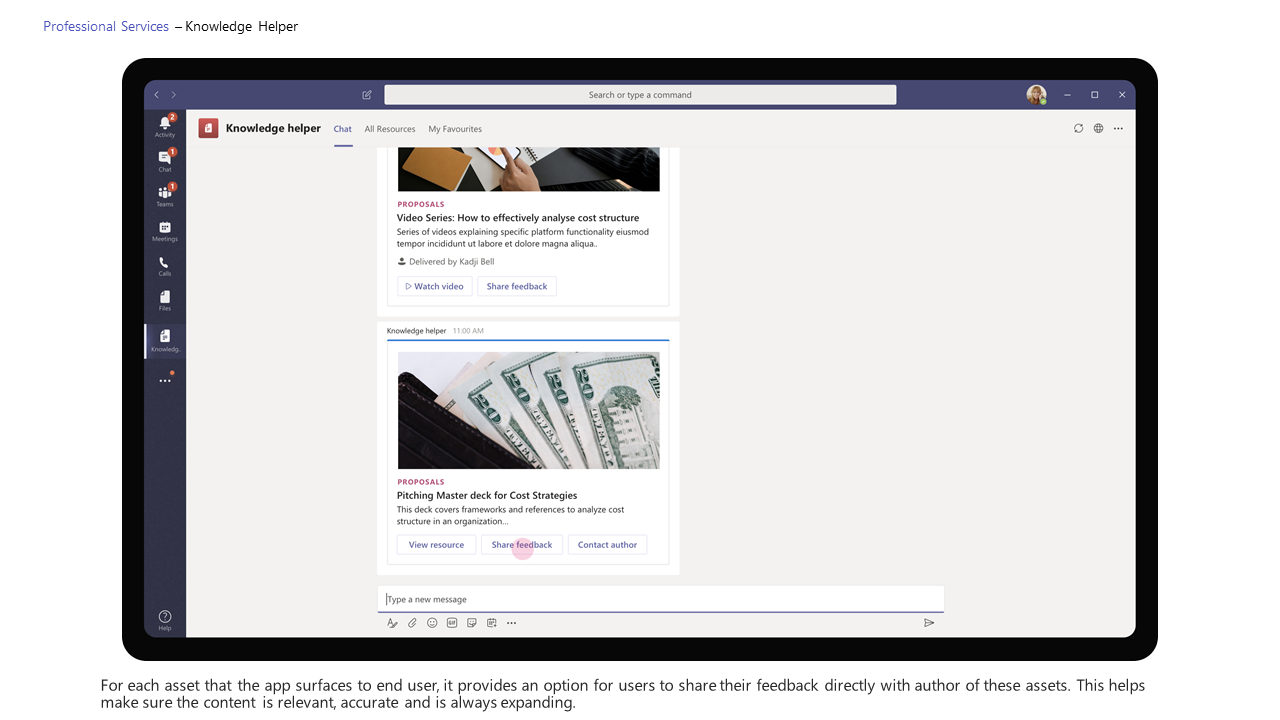 Professional Services – Knowledge Helper
Search or type a command
2
Activity
1
Chat
1
Teams
Meetings
Calls
Files
Knowledg..
Help
Knowledge helper
Chat
All Resources
My Favourites
PROPOSALS
Video Series: How to effectively analyse cost structure
Series of videos explaining specific platform functionality eiusmod
tempor incididunt ut labore et dolore magna aliqua..
Delivered by Kadji Bell
Watch video
Share feedback
Knowledge helper 11:00 AM
20
20
20
20
PROPOSALS
Pitching Master deck for Cost Strategies
This deck covers frameworks and references to analyze cost
structure in an organization...
View resource
Share feedback
Contact author
Type a new message
GIF
For each asset that the app surfaces to end user, it provides an option for users to share their feedback directly with author of these assets. This helps
make sure the content is relevant, accurate and is always expanding.